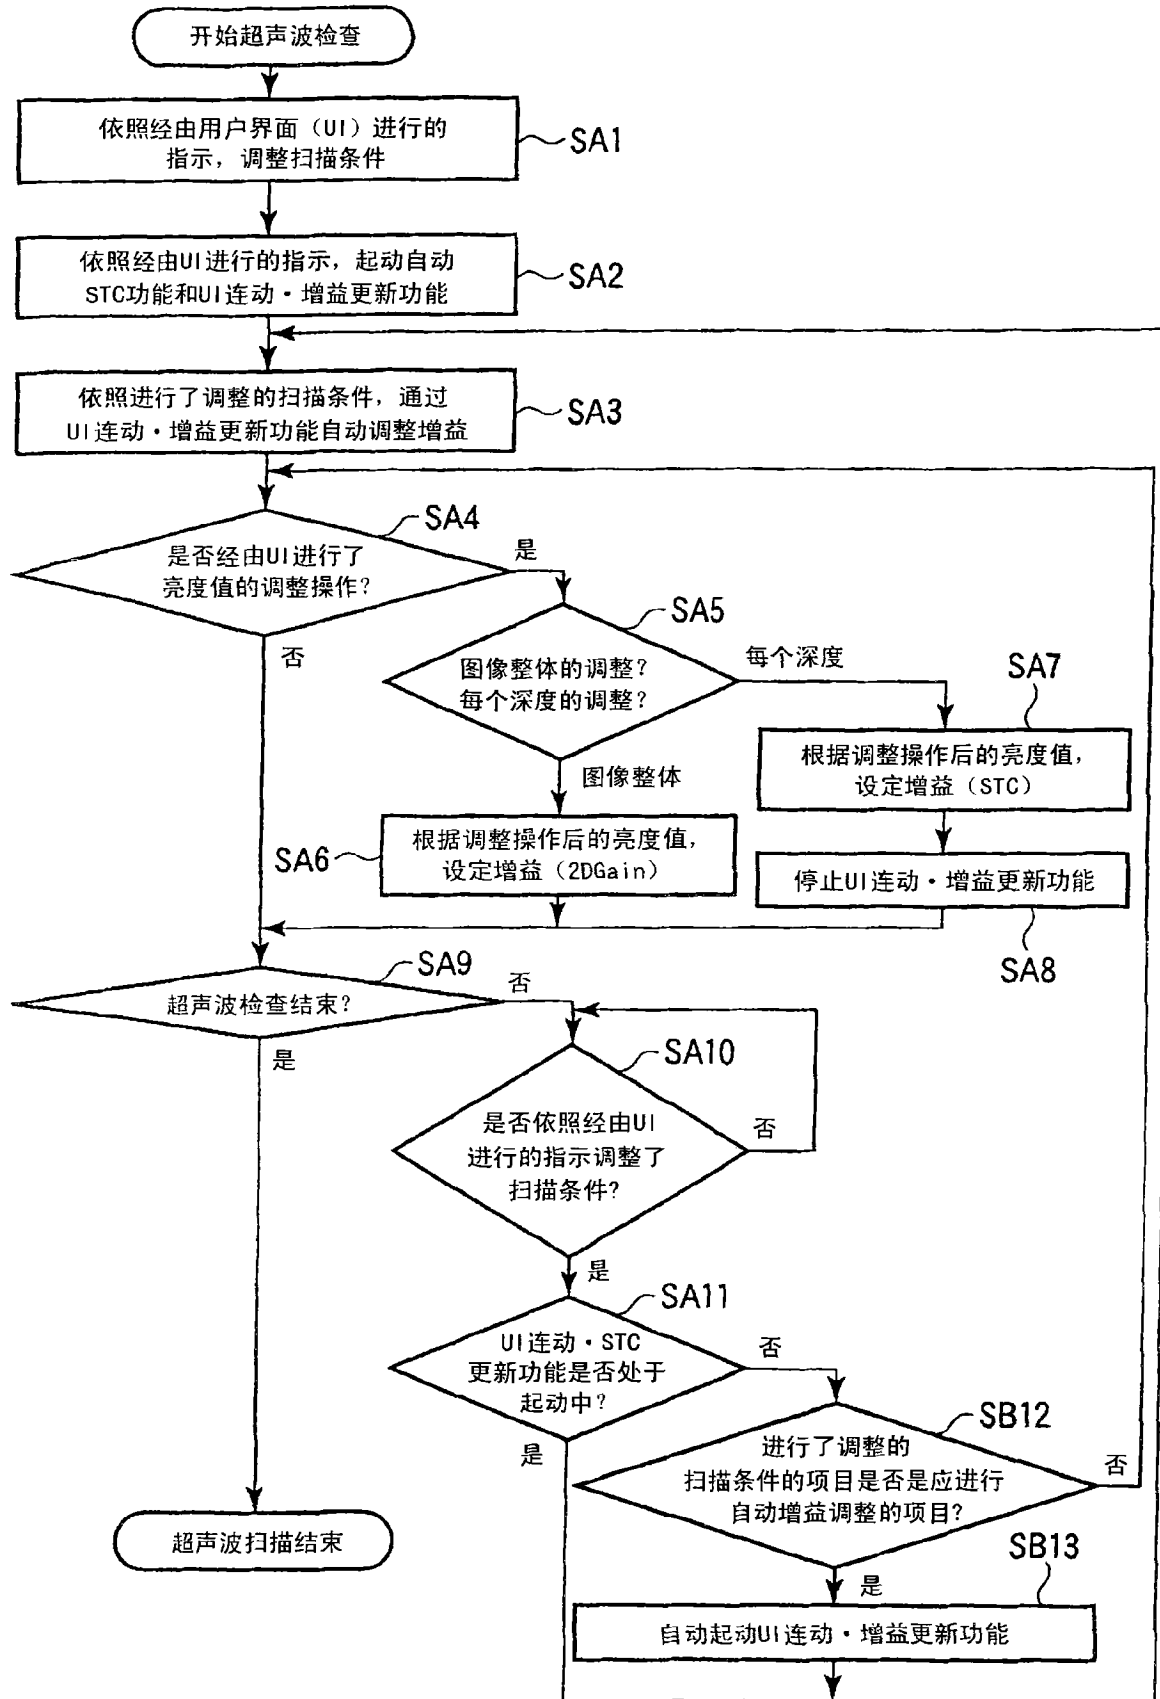 开始超声波检查
依照经由用户界面（UI）进行的
指示，调整扫描条件
SA1
依照经由UI进行的指示，起动自动
STC功能和UI连动·增益更新功能
SA2
依照进行了调整的扫描条件，通过
UI连动·增益更新功能自动调整增益
SA3
SA4
是否经由UI进行了
亮度值的调整操作？
是
否
SA5
图像整体的调整？
每个深度的调整？
每个深度
SA7
根据调整操作后的亮度值，
设定增益（STC）
图像整体
SA6
根据调整操作后的亮度值，
设定增益（2DGain）
停止UI连动·增益更新功能
SA8
SA9
超声波检查结束？
否
是
SA10
是否依照经由UI
进行的指示调整了
扫描条件？
否
是
SA11
UI连动·STC
更新功能是否处于
起动中？
否
是
SB12
进行了调整的
扫描条件的项目是否是应进行
自动增益调整的项目？
否
超声波扫描结束
SB13
是
自动起动UI连动·增益更新功能